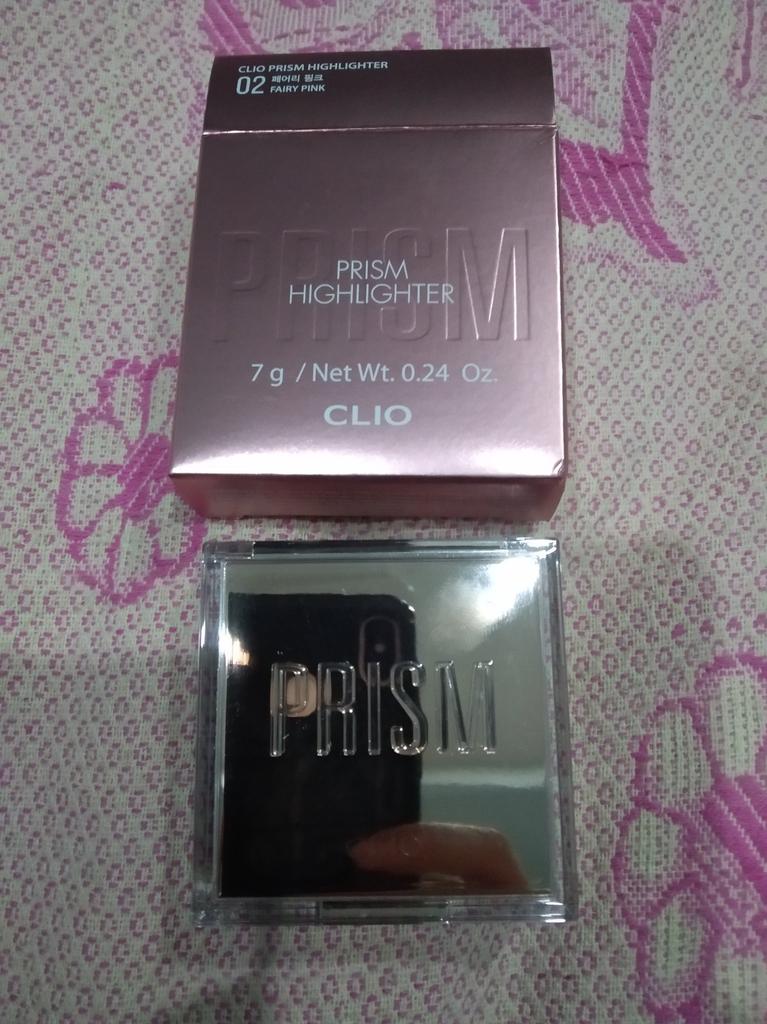 CLIO PRISM HIGHLIGHTER
02 페어리 핑크
FAIRY PINK
PRISM
PRISM
HIGHLIGHTER
7 g / Net Wt. 0.24 Oz.
CLIO
PRISM